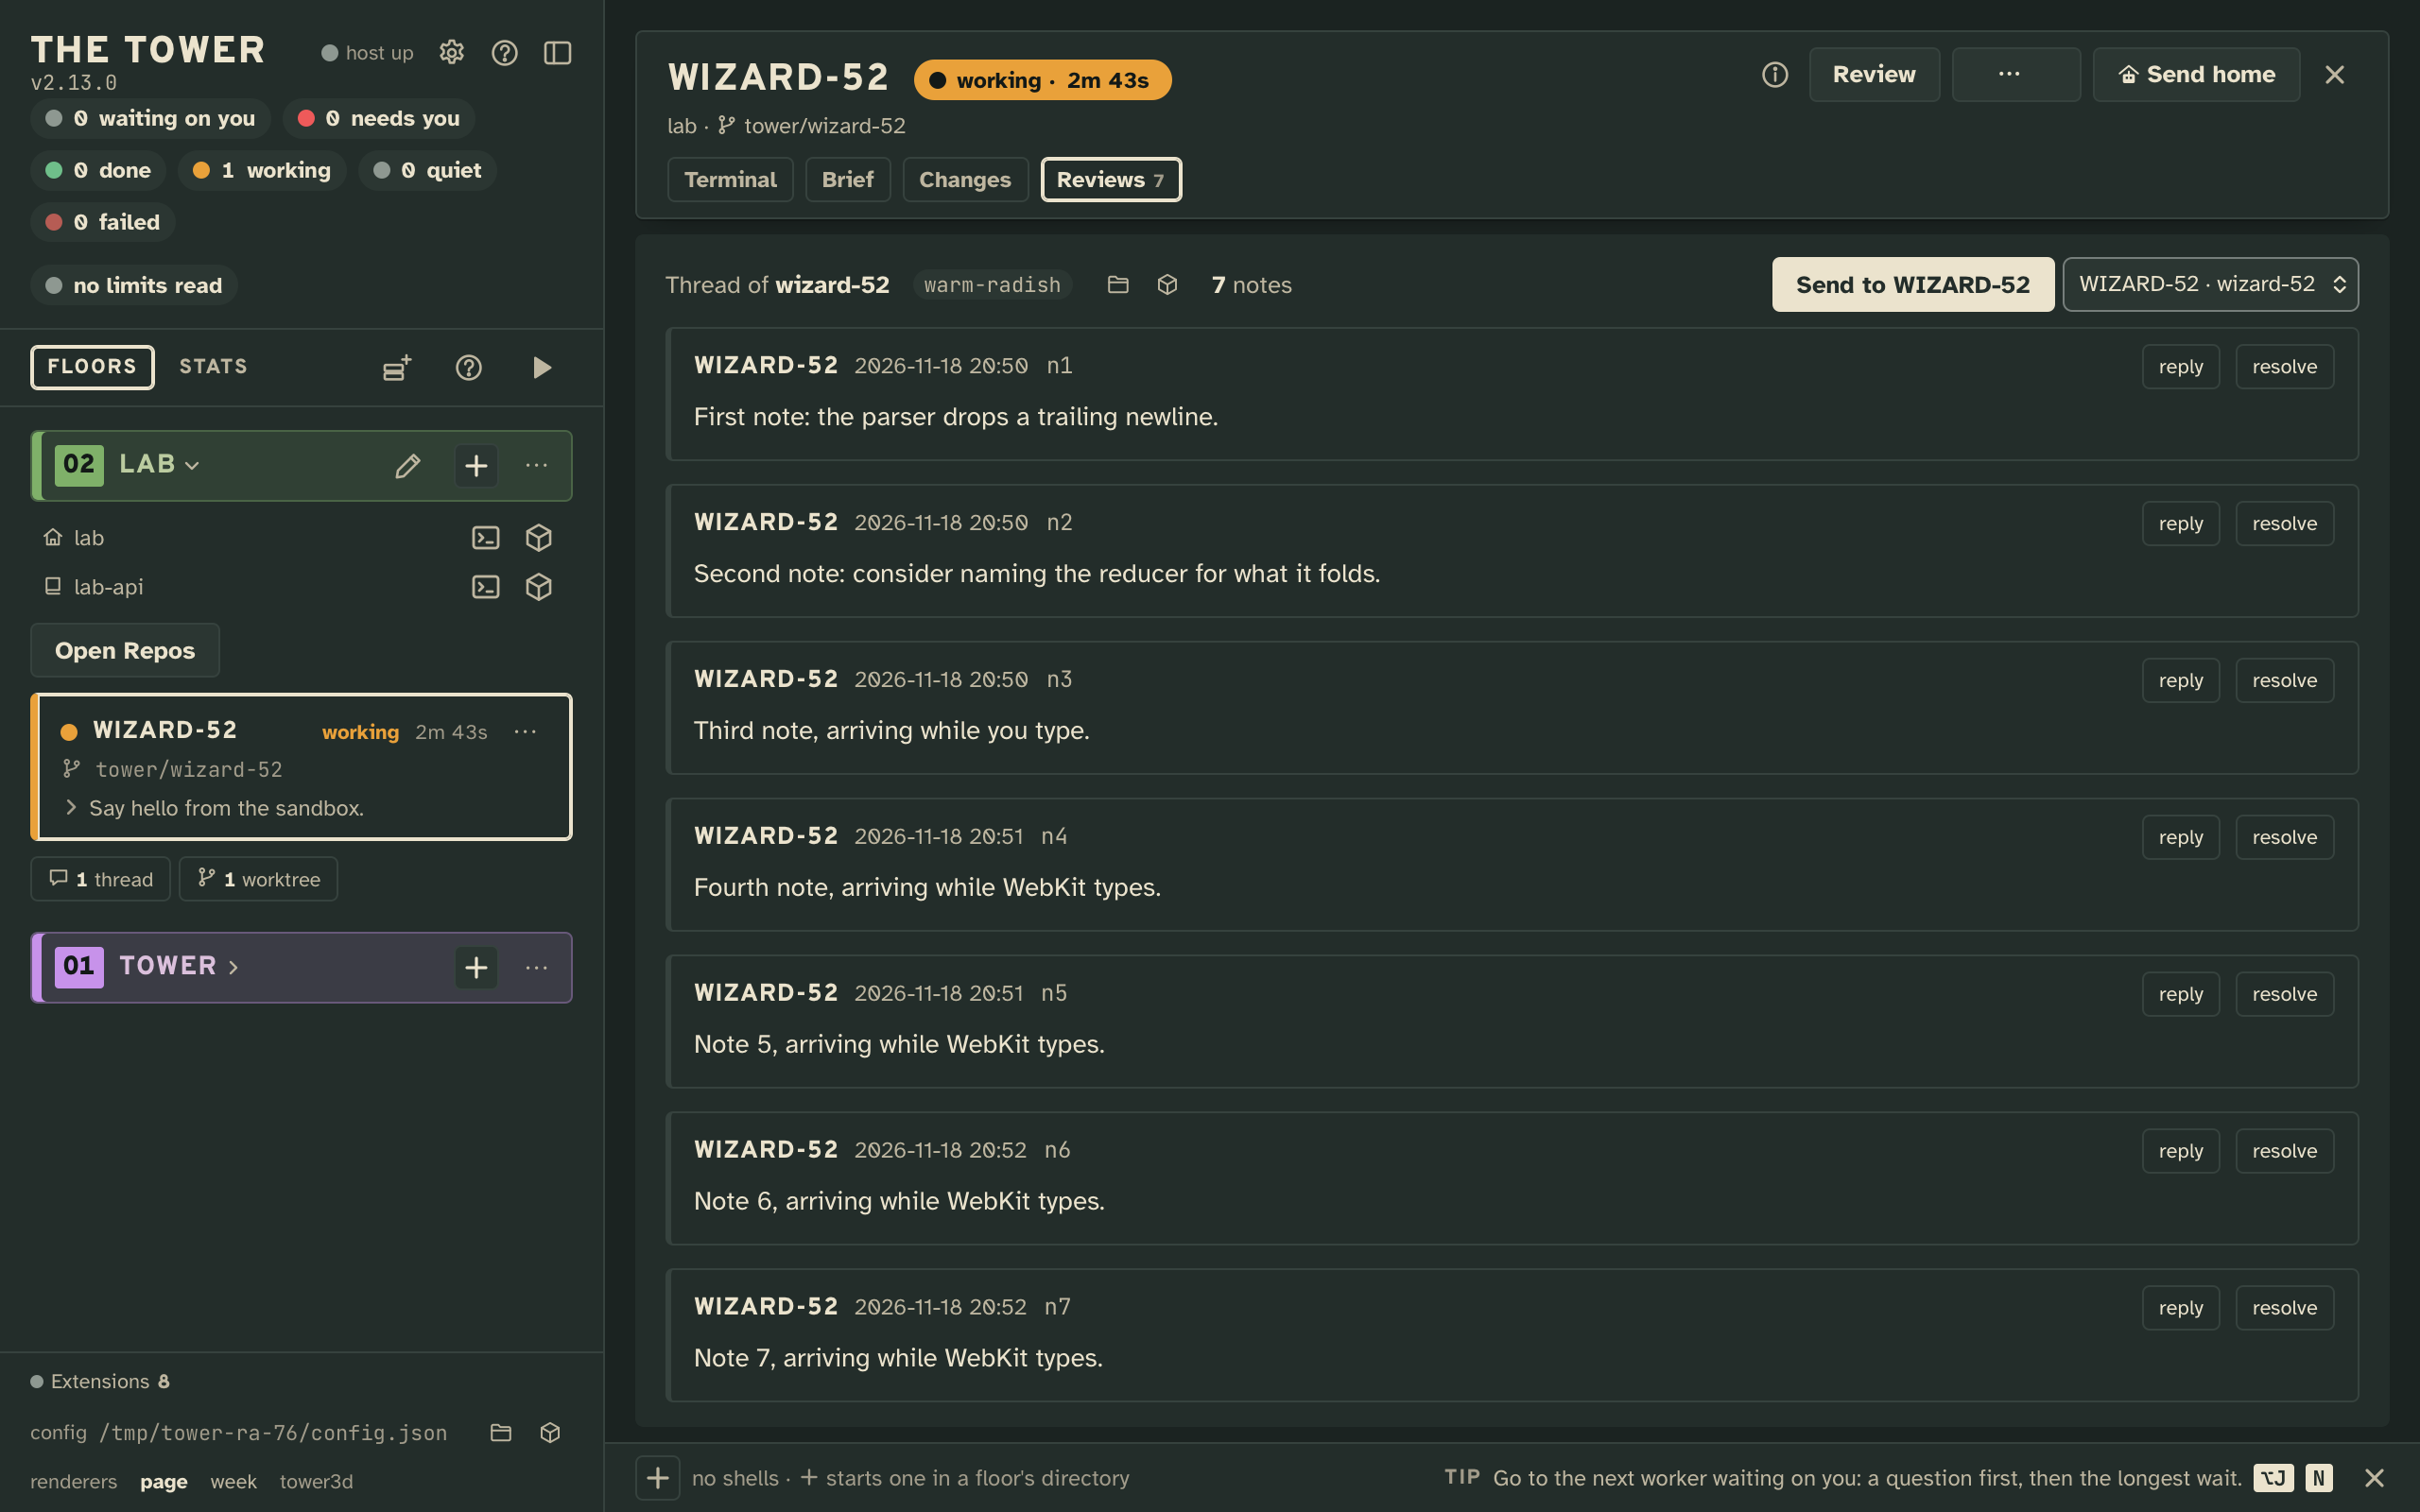 THE TOWER
host up
v2.13.0
0 waiting on you
0 needs you
0 done
1 working
0 quiet
0 failed
no limits read
FLOORS
STATS
02 LAB
lab
lab-api
Open Repos
WIZARD-52 working 2m 43s ...
tower/wizard-52
Say hello from the sandbox.
1 thread
1 worktree
01 TOWER
Extensions 8
config /tmp/tower-ra-76/config.json
renderers page week tower3d
WIZARD-52
working · 2m 43s
Review
...
Send home
lab · tower/wizard-52
Terminal
Brief
Changes
Reviews 7
Thread of wizard-52 warm-radish 7 notes
Send to WIZARD-52
WIZARD-52 · wizard-52
WIZARD-52 2026-11-18 20:50 n1
reply
resolve
First note: the parser drops a trailing newline.
WIZARD-52 2026-11-18 20:50 n2
reply
resolve
Second note: consider naming the reducer for what it folds.
WIZARD-52 2026-11-18 20:50 n3
reply
resolve
Third note, arriving while you type.
WIZARD-52 2026-11-18 20:51 n4
reply
resolve
Fourth note, arriving while WebKit types.
WIZARD-52 2026-11-18 20:51 n5
reply
resolve
Note 5, arriving while WebKit types.
WIZARD-52 2026-11-18 20:52 n6
reply
resolve
Note 6, arriving while WebKit types.
WIZARD-52 2026-11-18 20:52 n7
reply
resolve
Note 7, arriving while WebKit types.
no shells · + starts one in a floor's directory
TIP Go to the next worker waiting on you: a question first, then the longest wait. ⌥J N